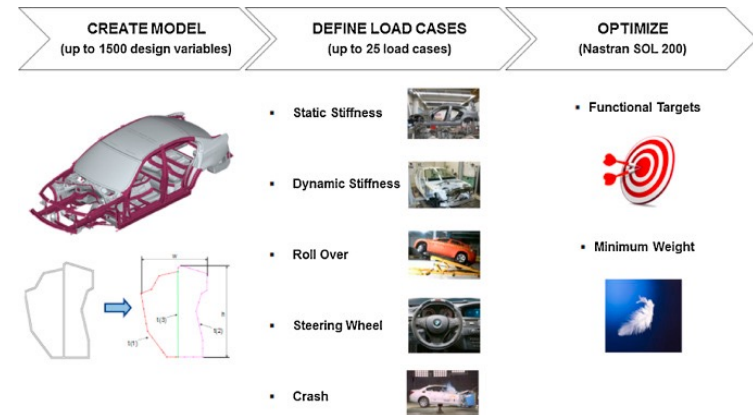 CREATE MODEL
(up to 1500 design variables)
DEFINE LOAD CASES
(up to 25 load cases)
OPTIMIZE
(Nastran SOL 200)
Static Stiffness
Dynamic Stiffness
Roll Over
Steering Wheel
Crash
Functional Targets
Minimum Weight
t(1)
t(3)
t(2)